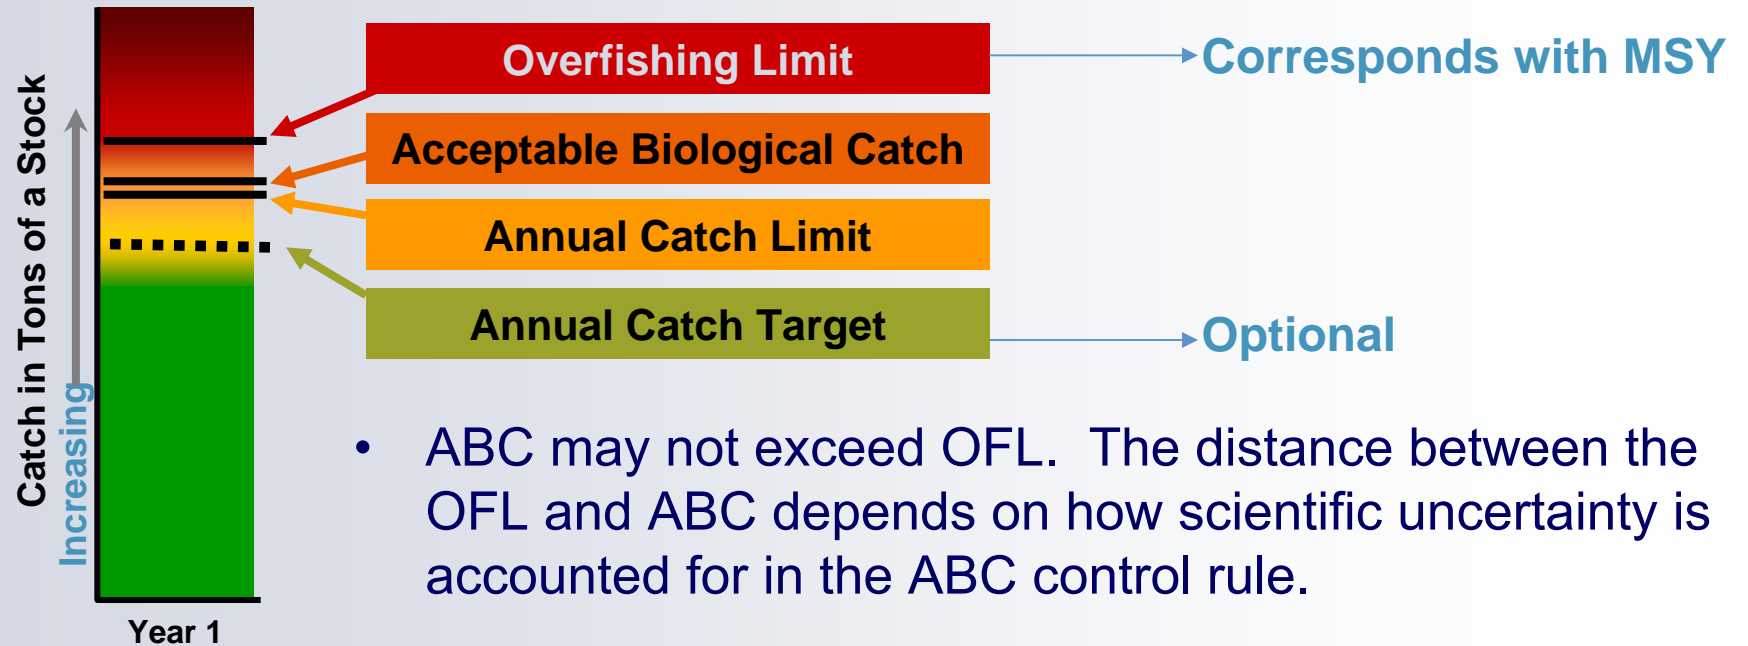 Catch in Tons of a Stock
Increasing
Year 1
Overfishing Limit
Corresponds with MSY
Acceptable Biological Catch
Annual Catch Limit
Annual Catch Target
Optional
• ABC may not exceed OFL.  The distance between the
OFL and ABC depends on how scientific uncertainty is
accounted for in the ABC control rule.